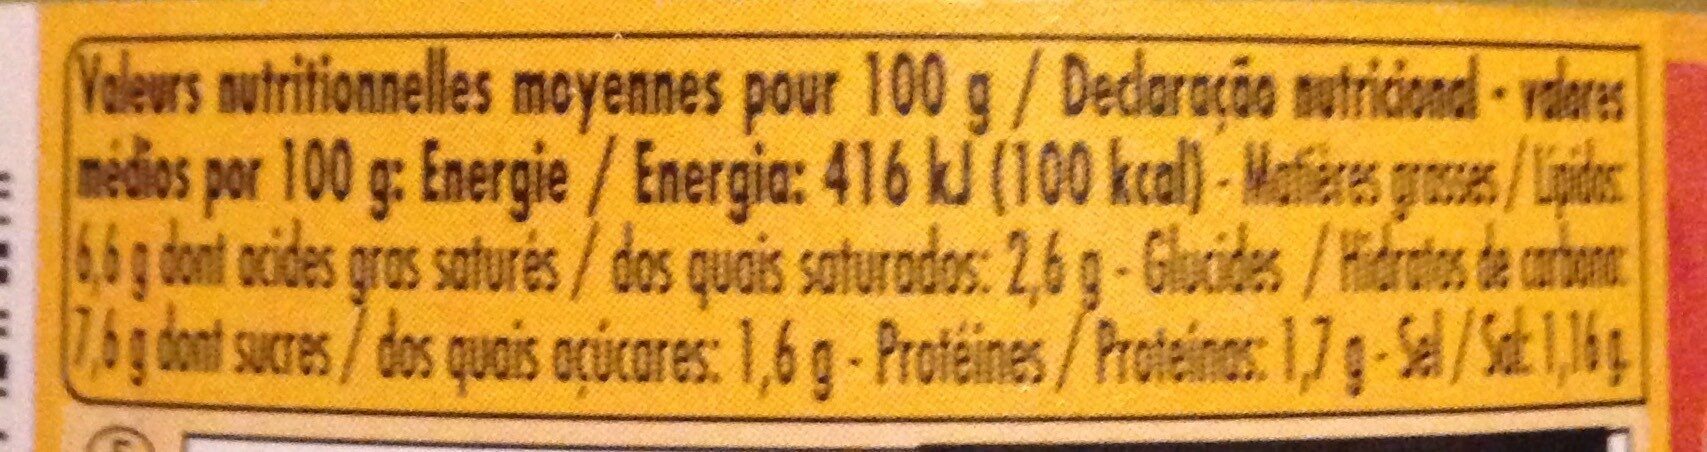 Valeurs nutritionnelles moyennes pour 100 g / Declaração nutricional - valores
médios por 100 g: Energie / Energia: 416 kJ (100 kcal) - Matières grasses / Lípidos:
6,6 g dont acides gras saturés / dos quais saturados: 2,6 g - Glucides / Hidratos de carbono:
7,6 g dont sucres / dos quais açúcares: 1,6 g - Protéines / Proteínas: 1,7 g - Sel / Sal: 1,16 g.